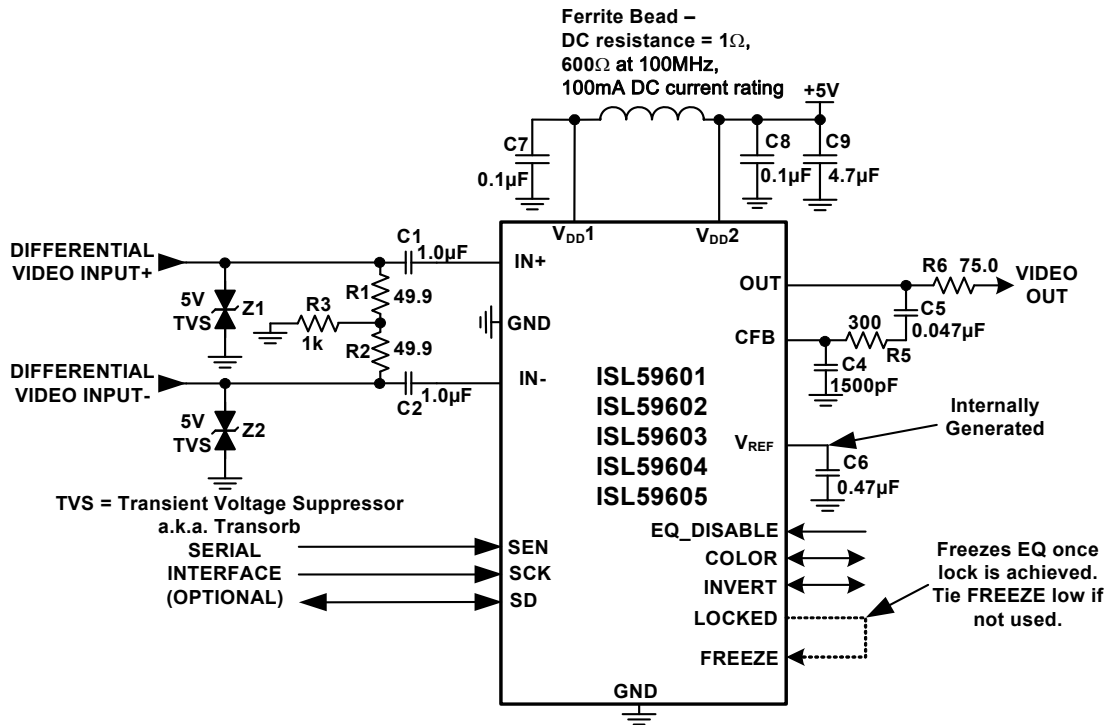 Ferrite Bead –
DC resistance = 1Ω,
600Ω at 100MHz,
100mA DC current rating
+5V
C7
0.1µF
C8
0.1µF
C9
4.7µF
VDD1
VDD2
DIFFERENTIAL
VIDEO INPUT+
C1
1.0µF
IN+
5V
TVS
Z1
R3
1k
R1
49.9
GND
R2
49.9
DIFFERENTIAL
VIDEO INPUT-
C2
1.0µF
IN-
5V
TVS
Z2
TVS = Transient Voltage Suppressor
a.k.a. Transorb
SERIAL
INTERFACE
(OPTIONAL)
SEN
SCK
SD
ISL59601
ISL59602
ISL59603
ISL59604
ISL59605
GND
OUT
R6 75.0
VIDEO
OUT
C5
0.047µF
CFB
300
R5
C4
1500pF
VREF
Internally
Generated
C6
0.47µF
EQ_DISABLE
COLOR
INVERT
LOCKED
FREEZE
Freezes EQ once
lock is achieved.
Tie FREEZE low if
not used.